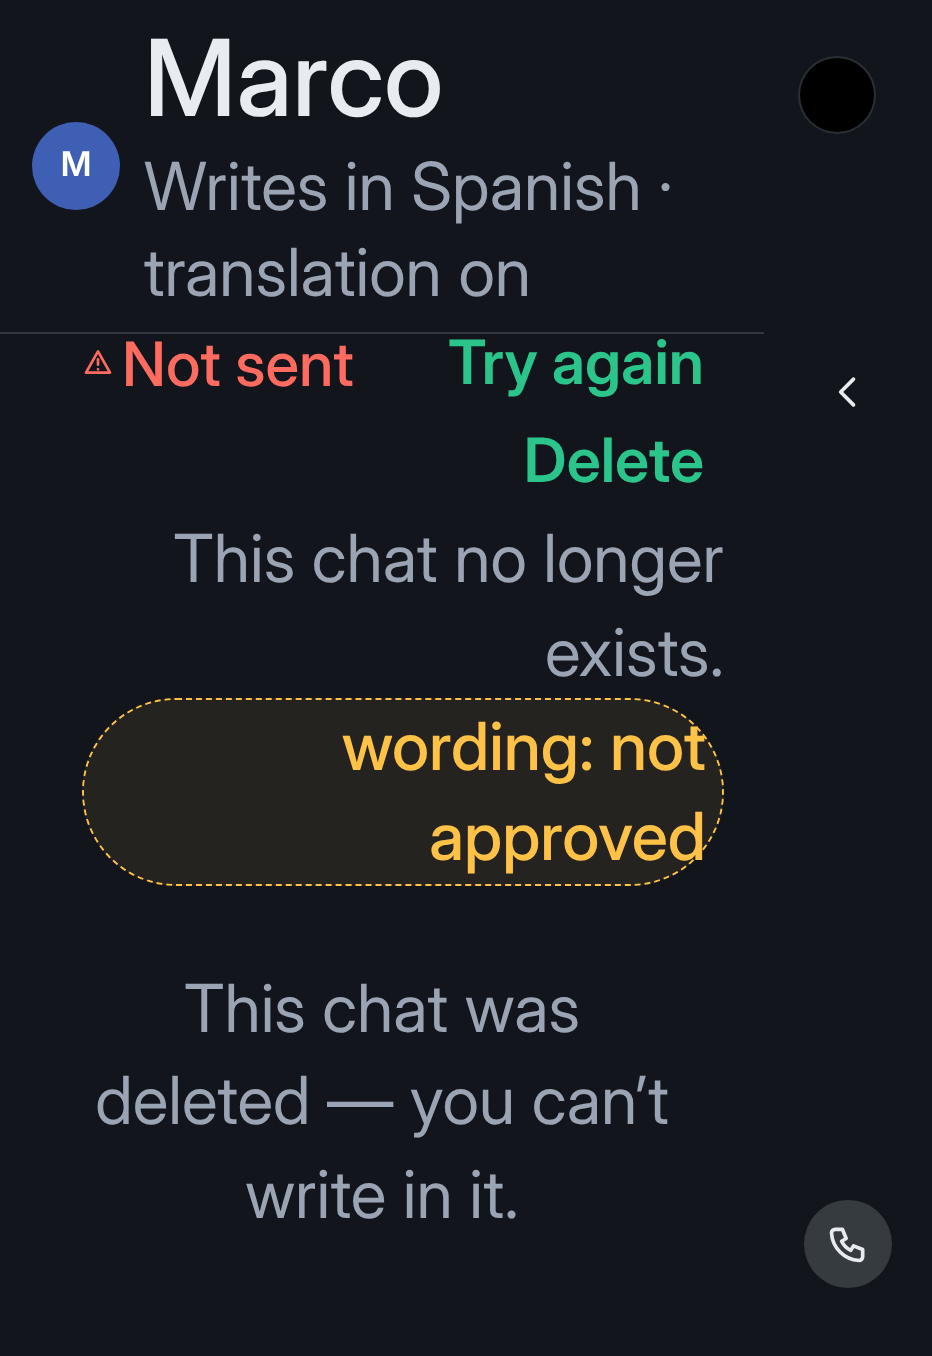 Marco
M
Writes in Spanish ·
translation on
Not sent
Try again
Delete
This chat no longer
exists.
wording: not
approved
This chat was
deleted — you can’t
write in it.